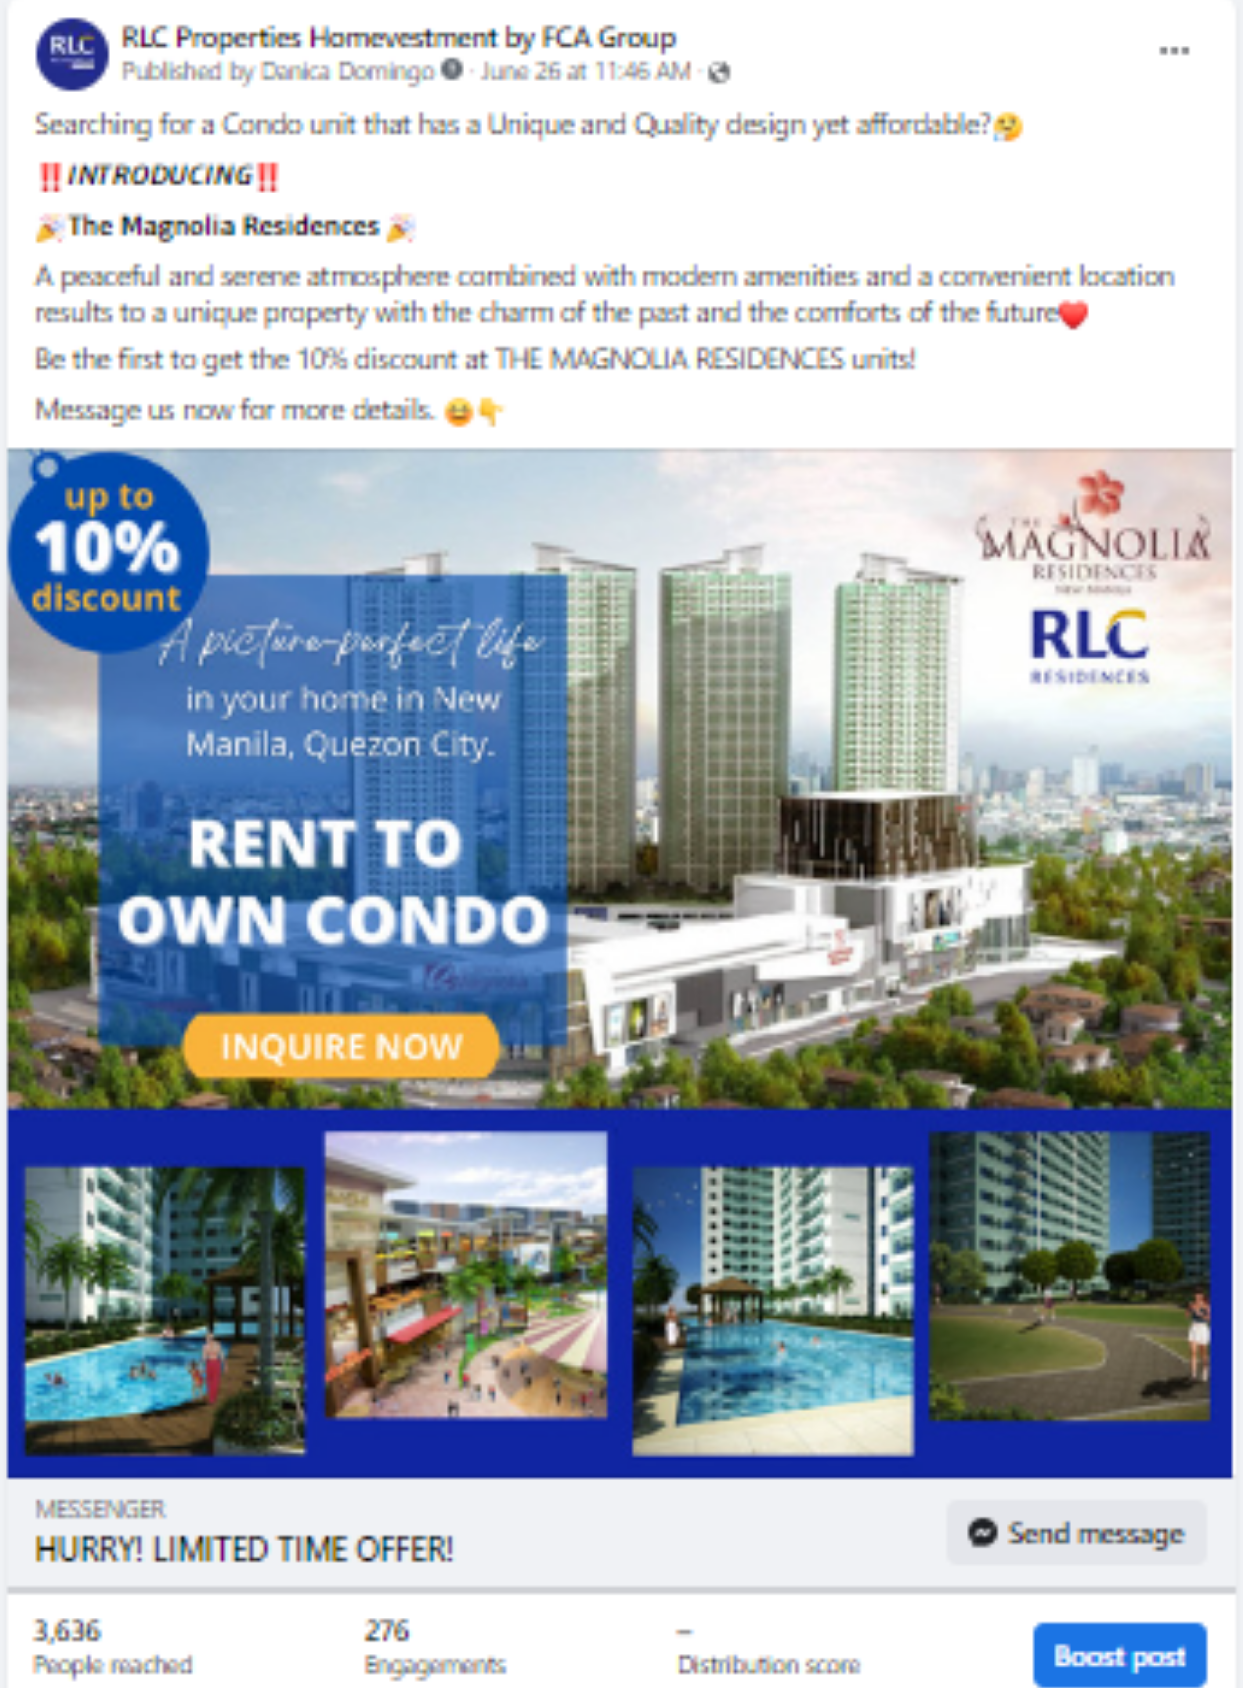 RLC
RLC Properties Homevestment by FCA Group
Published by Danica Domingo · June 26 at 11:46 AM ·
Searching for a Condo unit that has a Unique and Quality design yet affordable?🤔
‼️INTRODUCING‼️
🎉The Magnolia Residences 🎉
A peaceful and serene atmosphere combined with modern amenities and a convenient location
results to a unique property with the charm of the past and the comforts of the future❤️
Be the first to get the 10% discount at THE MAGNOLIA RESIDENCES units!
Message us now for more details. 😄👇
up to
10%
discount
A picture-perfect life
in your home in New
Manila, Quezon City.
RENT TO
OWN CONDO
INQUIRE NOW
THE
MAGNOLIA
RESIDENCES
NEW MANILA
RLC
RESIDENCES
MESSENGER
HURRY! LIMITED TIME OFFER!
Send message
3,636
People reached
276
Engagements
–
Distribution score
Boost post